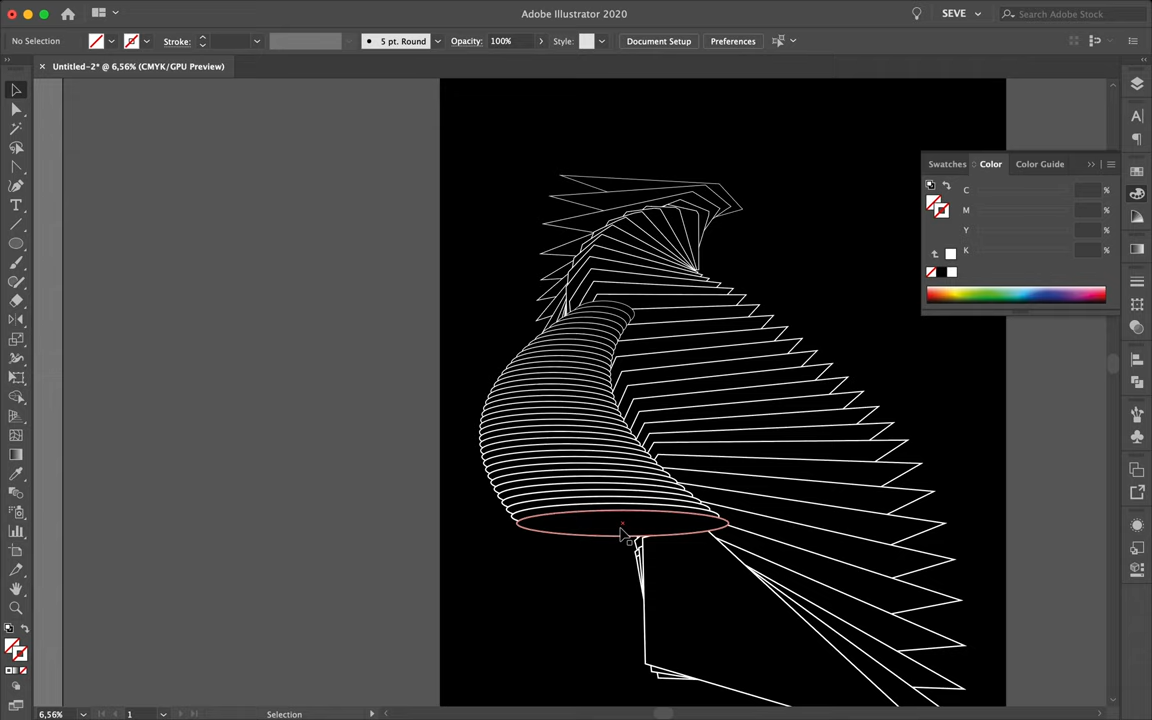 Adobe Illustrator 2020
SEVE
Search Adobe Stock
No Selection
Stroke:
5 pt. Round
Opacity:
100%
Style:
Document Setup
Preferences
× Untitled-2* @ 6,56% (CMYK/GPU Preview)
Swatches
Color
Color Guide
C %
M %
Y %
K %
6,56%
1
Selection